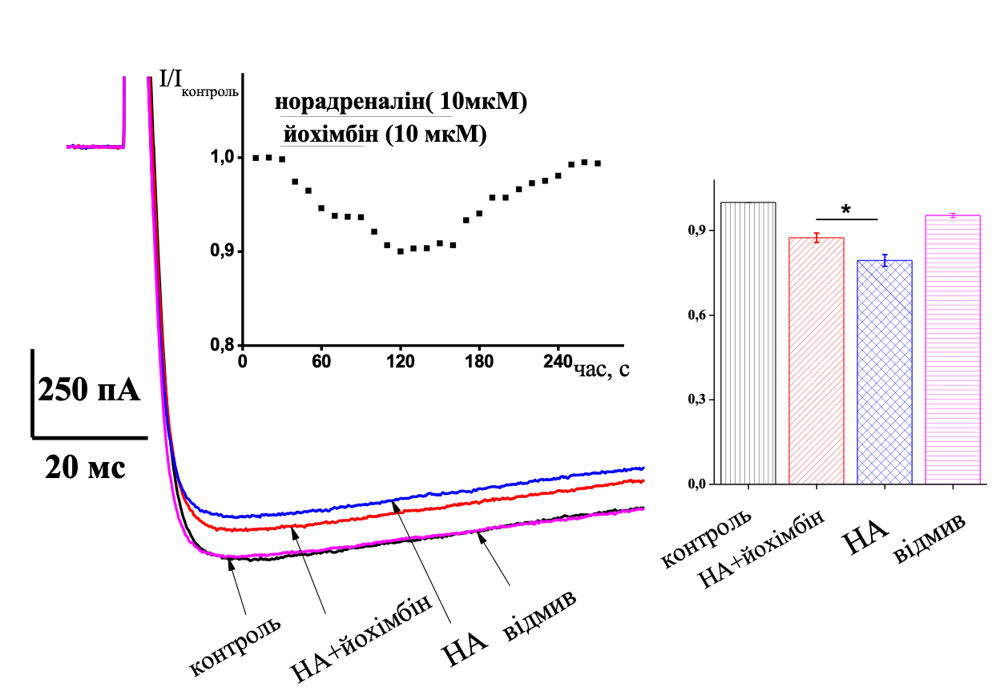 I/Iконтроль
норадреналін( 10мкМ)
йохімбін (10 мкМ)
1,0
0,9
0,8
0 60 120 180 240
час, с
250 пА
20 мс
контроль
НА+йохімбін
НА
відмив
*
0,9
0,6
0,3
0,0
контроль
НА+йохімбін
НА
відмив